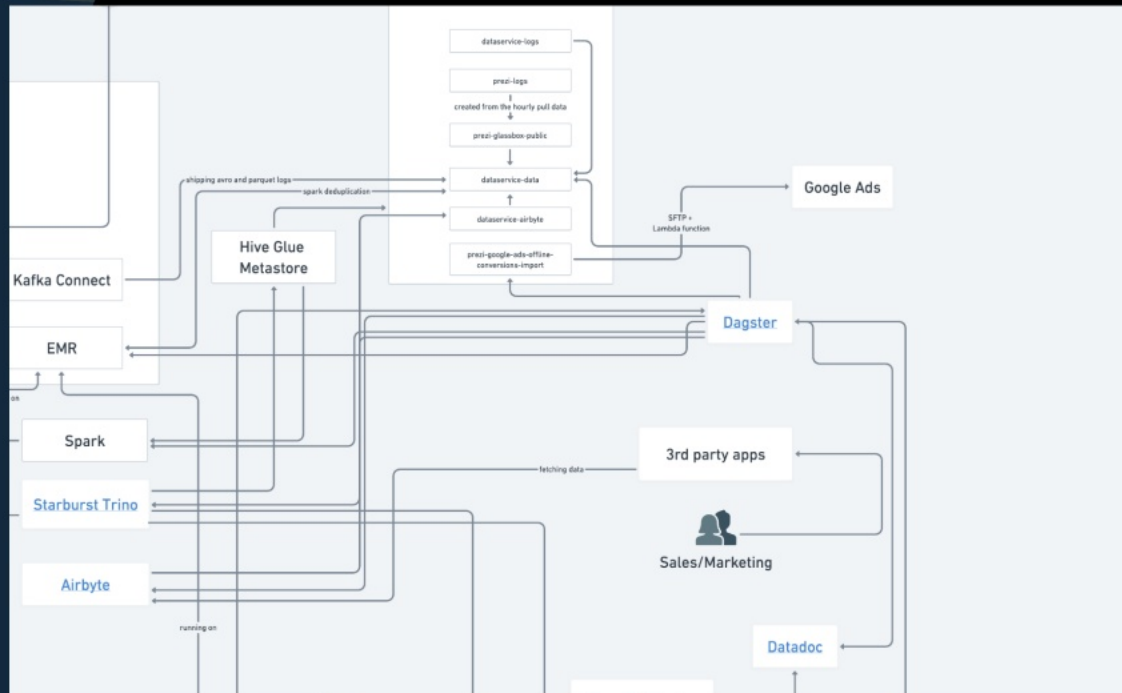 dataservice-logs
prezi-logs
created from the hourly pull data
prezi-glassbox-public
shipping avro and parquet logs
dataservice-data
spark deduplication
Google Ads
dataservice-airbyte
SFTP +
Lambda function
Hive Glue
Metastore
prezi-google-ads-offline-
conversions-import
Kafka Connect
Dagster
EMR
on
Spark
3rd party apps
fetching data
Starburst Trino
Sales/Marketing
Airbyte
running on
Datadoc